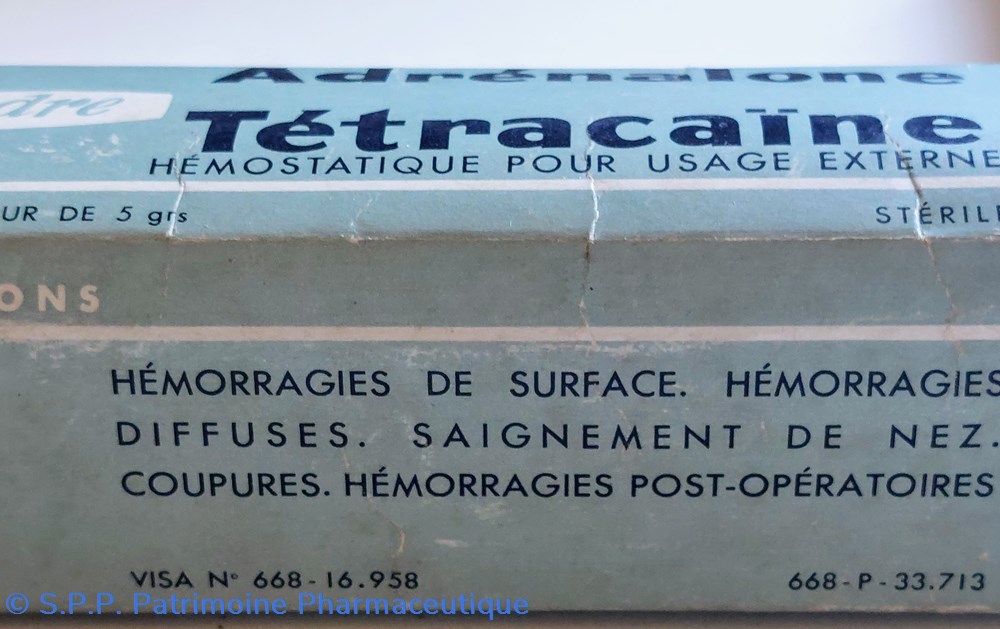 Adrénalone
dre
Tétracaïne
HÉMOSTATIQUE POUR USAGE EXTERNE
UR DE 5 grs STÉRIL
ONS
HÉMORRAGIES DE SURFACE. HÉMORRAGIES
DIFFUSES. SAIGNEMENT DE NEZ.
COUPURES. HÉMORRAGIES POST-OPÉRATOIRES
VISA N° 668-16.958 668-P-33.713
© S.P.P. Patrimoine Pharmaceutique